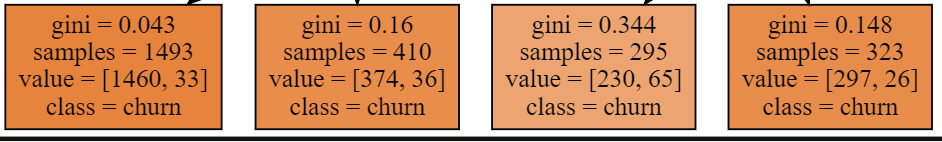 gini = 0.043
samples = 1493
value = [1460, 33]
class = churn
gini = 0.16
samples = 410
value = [374, 36]
class = churn
gini = 0.344
samples = 295
value = [230, 65]
class = churn
gini = 0.148
samples = 323
value = [297, 26]
class = churn